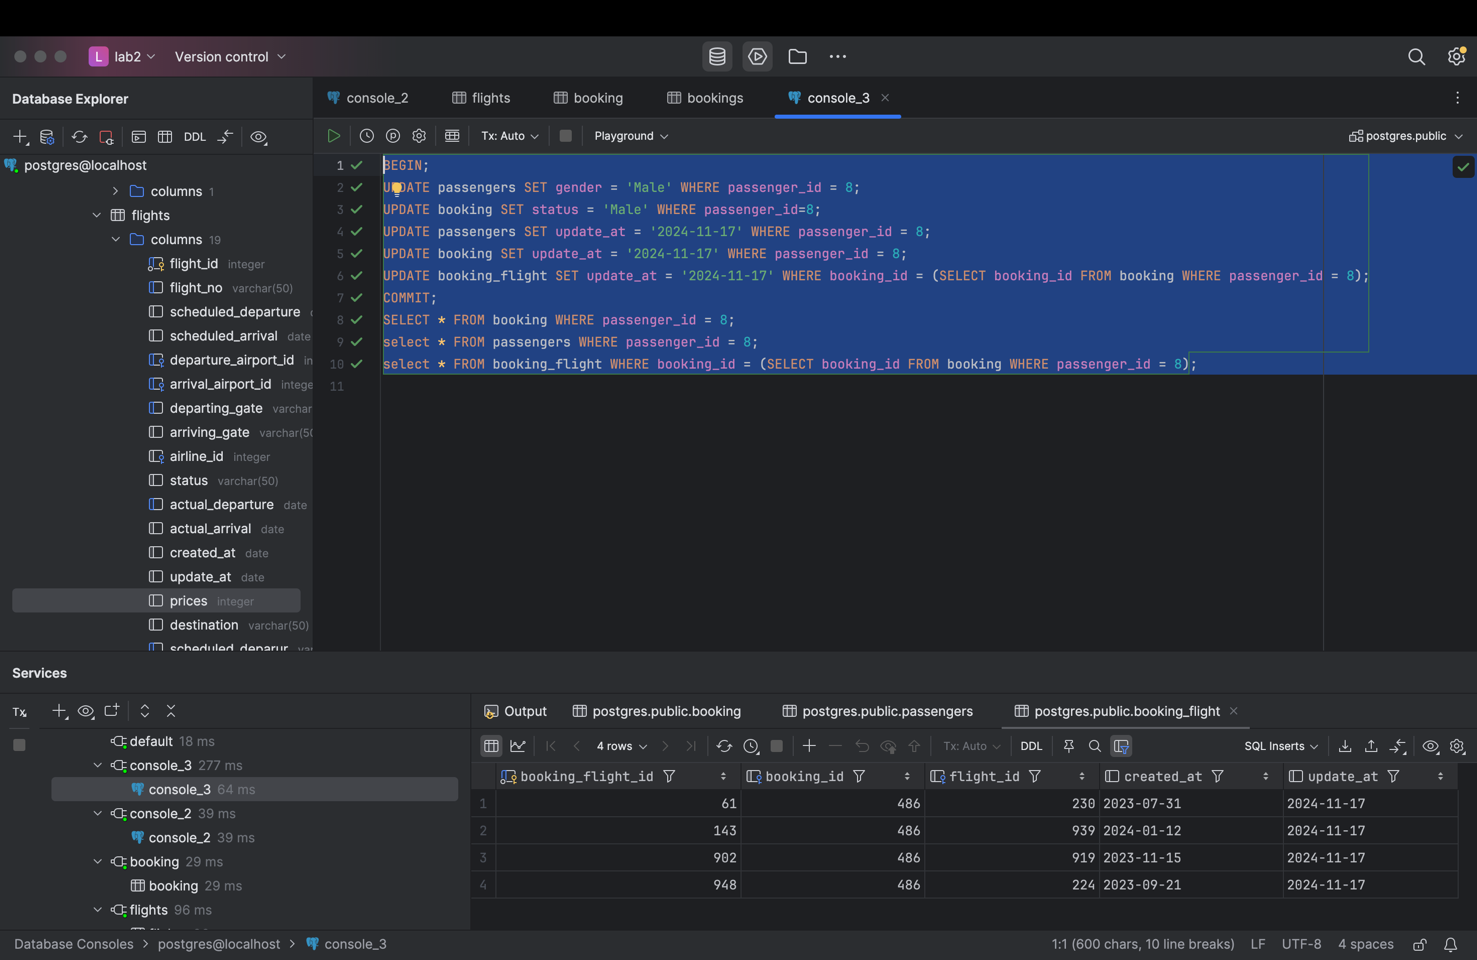 L lab2 Version control
Database Explorer
console_2 flights booking bookings console_3
DDL
Tx: Auto Playground postgres.public
postgres@localhost
columns 1
flights
columns 19
flight_id integer
flight_no varchar(50)
scheduled_departure
scheduled_arrival date
departure_airport_id in
arrival_airport_id intege
departing_gate varchar
arriving_gate varchar(50
airline_id integer
status varchar(50)
actual_departure date
actual_arrival date
created_at date
update_at date
prices integer
destination varchar(50)
scheduled_deparur va
1 BEGIN;
2 UPDATE passengers SET gender = 'Male' WHERE passenger_id = 8;
3 UPDATE booking SET status = 'Male' WHERE passenger_id=8;
4 UPDATE passengers SET update_at = '2024-11-17' WHERE passenger_id = 8;
5 UPDATE booking SET update_at = '2024-11-17' WHERE passenger_id = 8;
6 UPDATE booking_flight SET update_at = '2024-11-17' WHERE booking_id = (SELECT booking_id FROM booking WHERE passenger_id = 8);
7 COMMIT;
8 SELECT * FROM booking WHERE passenger_id = 8;
9 select * FROM passengers WHERE passenger_id = 8;
10 select * FROM booking_flight WHERE booking_id = (SELECT booking_id FROM booking WHERE passenger_id = 8);
11
Services
Tx
default 18 ms
console_3 277 ms
console_3 64 ms
console_2 39 ms
console_2 39 ms
booking 29 ms
booking 29 ms
flights 96 ms
Output postgres.public.booking postgres.public.passengers postgres.public.booking_flight
4 rows Tx: Auto DDL SQL Inserts
booking_flight_id booking_id flight_id created_at update_at
1 61 486 230 2023-07-31 2024-11-17
2 143 486 939 2024-01-12 2024-11-17
3 902 486 919 2023-11-15 2024-11-17
4 948 486 224 2023-09-21 2024-11-17
Database Consoles > postgres@localhost > console_3
1:1 (600 chars, 10 line breaks) LF UTF-8 4 spaces